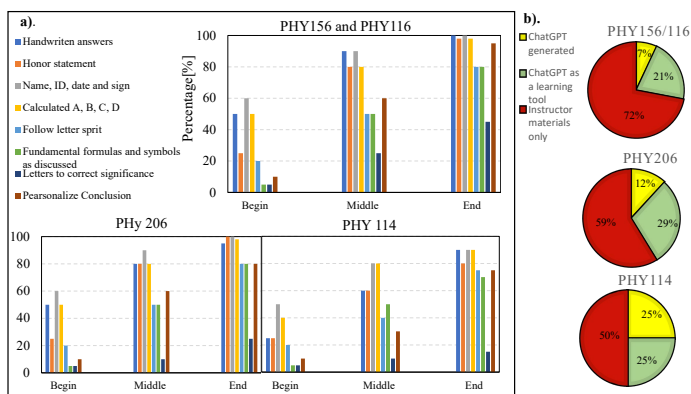 a).
PHY156 and PHY116
Handwriten answers
Honor statement
Name, ID, date and sign
Calculated A, B, C, D
Follow letter sprit
Fundamental formulas and symbols
as discussed
Letters to correct significance
Pearsonalize Conclusion
Percentage[%]
100
80
60
40
20
0
Begin
Middle
End
PHy 206
100
80
60
40
20
0
Begin
Middle
End
PHY 114
Begin
Middle
End
b).
ChatGPT
generated
ChatGPT as
a learning
tool
Instructor
materials
only
PHY156/116
7%
21%
72%
PHY206
12%
29%
59%
PHY114
25%
25%
50%